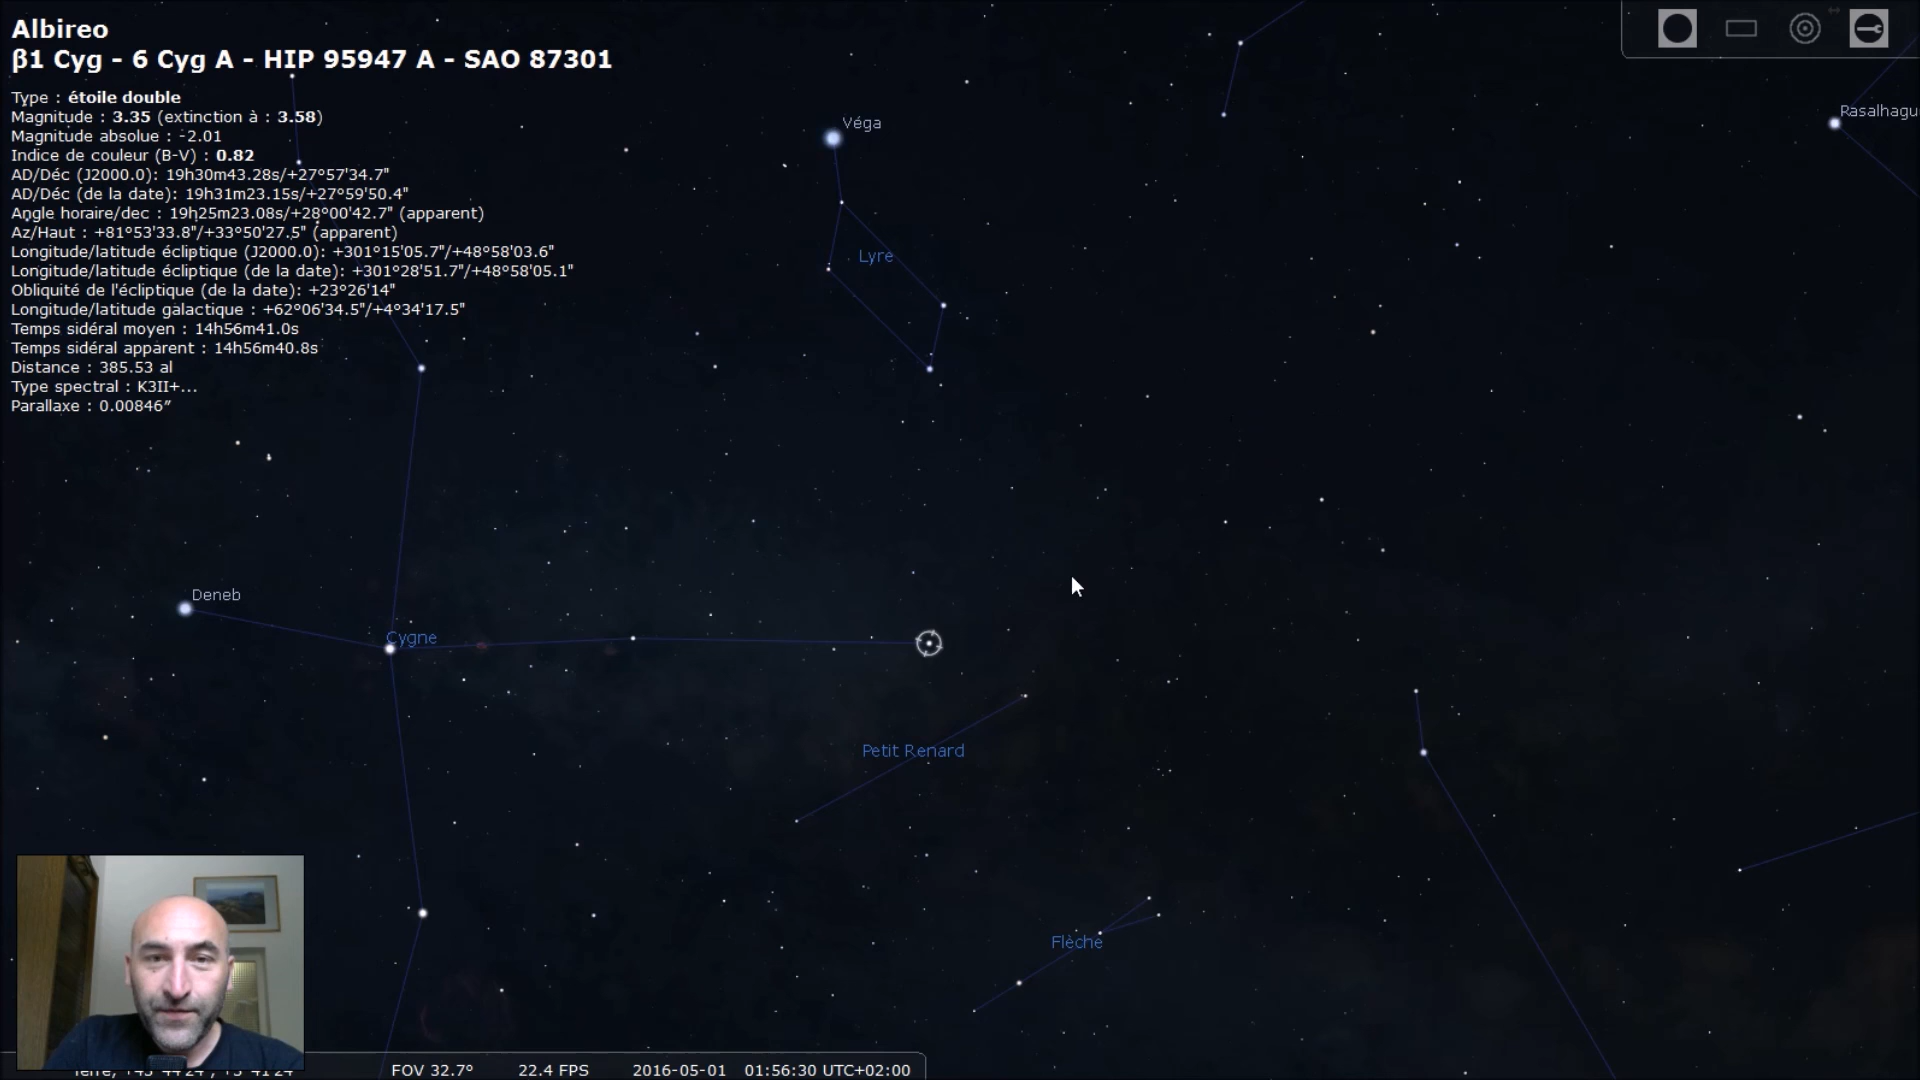 Albireo
β1 Cyg - 6 Cyg A - HIP 95947 A - SAO 87301
Type : étoile double
Magnitude : 3.35 (extinction à : 3.58)
Magnitude absolue : -2.01
Indice de couleur (B-V) : 0.82
AD/Déc (J2000.0): 19h30m43.28s/+27°57'34.7"
AD/Déc (de la date): 19h31m23.15s/+27°59'50.4"
Angle horaire/dec : 19h25m23.08s/+28°00'42.7" (apparent)
Az/Haut : +81°53'33.8"/+33°50'27.5" (apparent)
Longitude/latitude écliptique (J2000.0): +301°15'05.7"/+48°58'03.6"
Longitude/latitude écliptique (de la date): +301°28'51.7"/+48°58'05.1"
Obliquité de l'écliptique (de la date): +23°26'14"
Longitude/latitude galactique : +62°06'34.5"/+4°34'17.5"
Temps sidéral moyen : 14h56m41.0s
Temps sidéral apparent : 14h56m40.8s
Distance : 385.53 al
Type spectral : K3II+...
Parallaxe : 0.00846″
Rasalhagu
Véga
Lyre
Deneb
Cygne
Petit Renard
Flèche
FOV 32.7° 22.4 FPS 2016-05-01 01:56:30 UTC+02:00